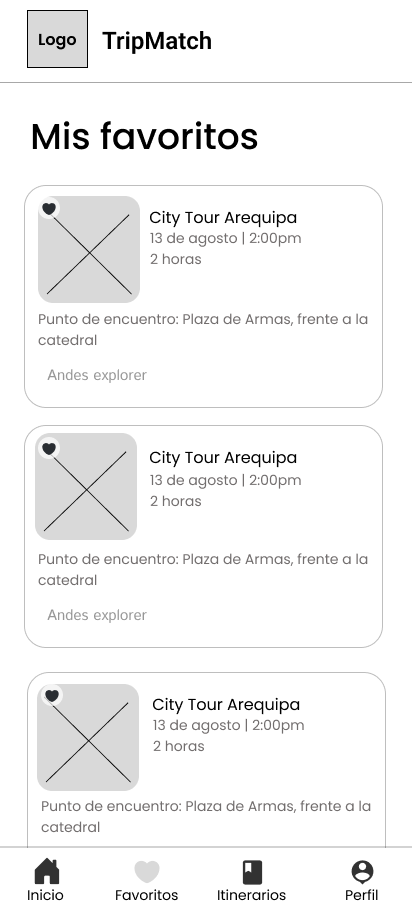 Logo
TripMatch
Mis favoritos
City Tour Arequipa
13 de agosto | 2:00pm
2 horas
Punto de encuentro: Plaza de Armas, frente a la
catedral
Andes explorer
City Tour Arequipa
13 de agosto | 2:00pm
2 horas
Punto de encuentro: Plaza de Armas, frente a la
catedral
Andes explorer
City Tour Arequipa
13 de agosto | 2:00pm
2 horas
Punto de encuentro: Plaza de Armas, frente a la
catedral
Inicio
Favoritos
Itinerarios
Perfil